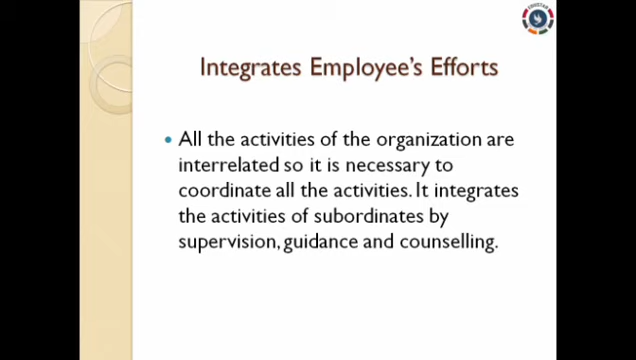 Integrates Employee's Efforts
All the activities of the organization are
interrelated so it is necessary to
coordinate all the activities. It integrates
the activities of subordinates by
supervision, guidance and counselling.